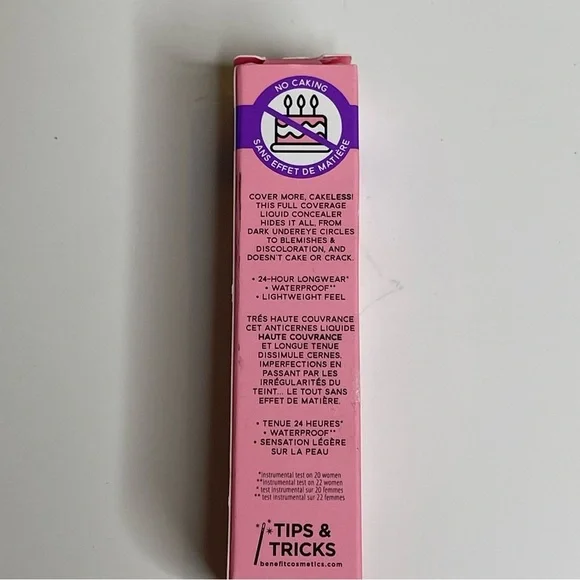 NO CAKING
SANS EFFET DE MATIÈRE
COVER MORE, CAKELESS!
THIS FULL COVERAGE
LIQUID CONCEALER
HIDES IT ALL, FROM
DARK UNDEREYE CIRCLES
TO BLEMISHES &
DISCOLORATION, AND
DOESN'T CAKE OR CRACK.
• 24-HOUR LONGWEAR*
• WATERPROOF**
• LIGHTWEIGHT FEEL
TRÉS HAUTE COUVRANCE
CET ANTICERNES LIQUIDE
HAUTE COUVRANCE
ET LONGUE TENUE
DISSIMULE CERNES,
IMPERFECTIONS EN
PASSANT PAR LES
IRRÉGULARITÉS DU
TEINT... LE TOUT SANS
EFFET DE MATIÈRE.
• TENUE 24 HEURES*
• WATERPROOF**
• SENSATION LÉGÈRE
SUR LA PEAU
*Instrumental test on 20 women
**Instrumental test on 22 women
* test instrumental sur 20 femmes
** test instrumental sur 22 femmes
TIPS &
TRICKS
benefitcosmetics.com